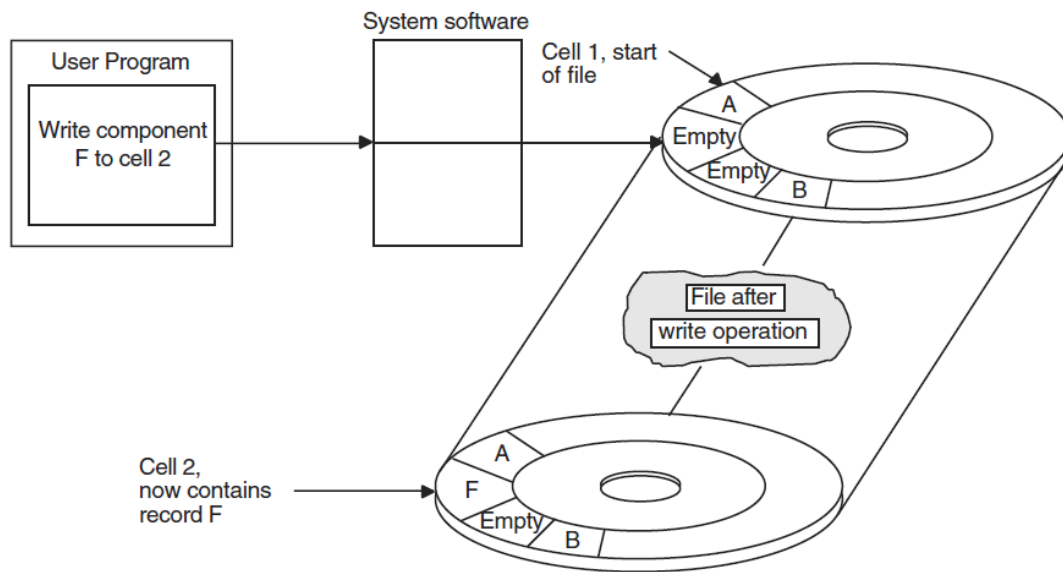 System software
User Program
Write component
F to cell 2
Cell 1, start
of file
A
Empty
Empty
B
File after
write operation
Cell 2,
now contains
record F
A
F
Empty
B